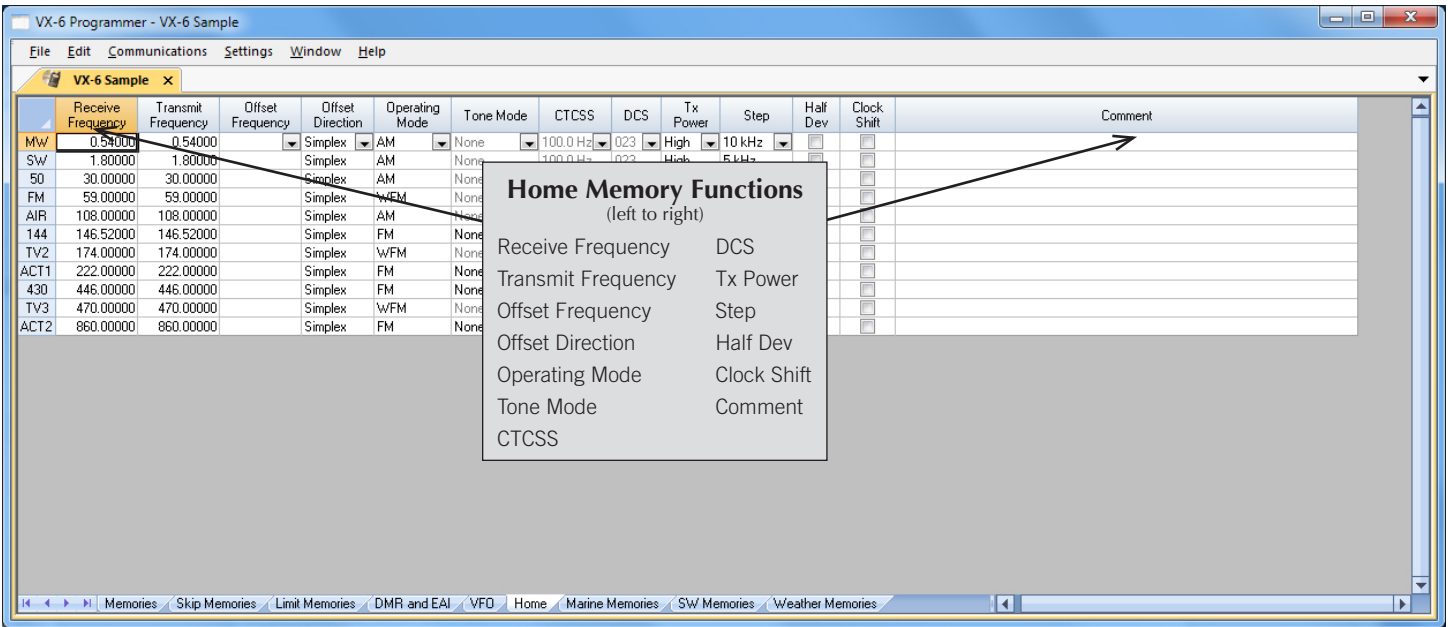 VX-6 Programmer - VX-6 Sample
File Edit Communications Settings Window Help
VX-6 Sample
Receive Frequency Transmit Frequency Offset Frequency Offset Direction Operating Mode Tone Mode CTCSS DCS Tx Power Step Half Dev Clock Shift Comment
MW 0.54000 0.54000 Simplex AM None 100.0 Hz 023 High 10 kHz
SW 1.80000 1.80000 Simplex AM None 100.0 Hz 023 High 5 kHz
50 30.00000 30.00000 Simplex AM None
FM 59.00000 59.00000 Simplex WFM None
AIR 108.00000 108.00000 Simplex AM None
144 146.52000 146.52000 Simplex FM None
TV2 174.00000 174.00000 Simplex WFM None
ACT1 222.00000 222.00000 Simplex FM None
430 446.00000 446.00000 Simplex FM None
TV3 470.00000 470.00000 Simplex WFM None
ACT2 860.00000 860.00000 Simplex FM None
Home Memory Functions
(left to right)
Receive Frequency DCS
Transmit Frequency Tx Power
Offset Frequency Step
Offset Direction Half Dev
Operating Mode Clock Shift
Tone Mode Comment
CTCSS
Memories Skip Memories Limit Memories DMR and EAI VFO Home Marine Memories SW Memories Weather Memories